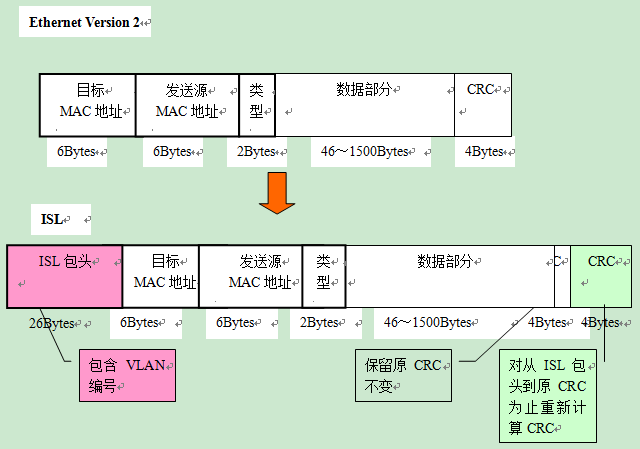 Ethernet Version 2
目标 发送源 类 数据部分 CRC
MAC 地址 MAC 地址 型
6Bytes 6Bytes 2Bytes 46～1500Bytes 4Bytes
ISL
ISL 包头 目标 发送源 类 数据部分 C CRC
MAC 地址 MAC 地址 型
26Bytes 6Bytes 6Bytes 2Bytes 46～1500Bytes 4Bytes 4Bytes
包含 VLAN
编号
保留原 CRC
不变
对从 ISL 包
头到原 CRC
为止重新计
算 CRC